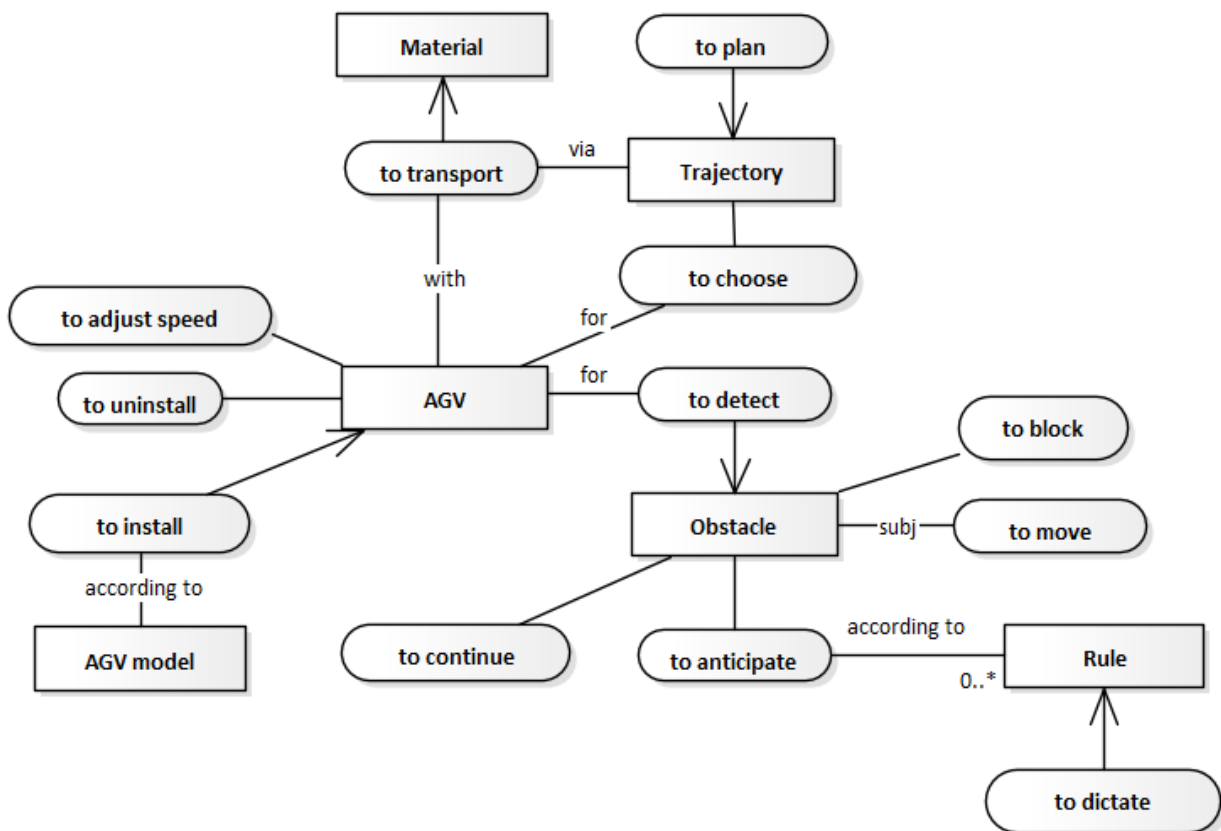 Material
to plan
via
to transport
Trajectory
with
to choose
for
to adjust speed
for
to uninstall
AGV
to detect
to block
to install
Obstacle
subj
to move
according to
according to
AGV model
to continue
to anticipate
Rule
0..*
to dictate